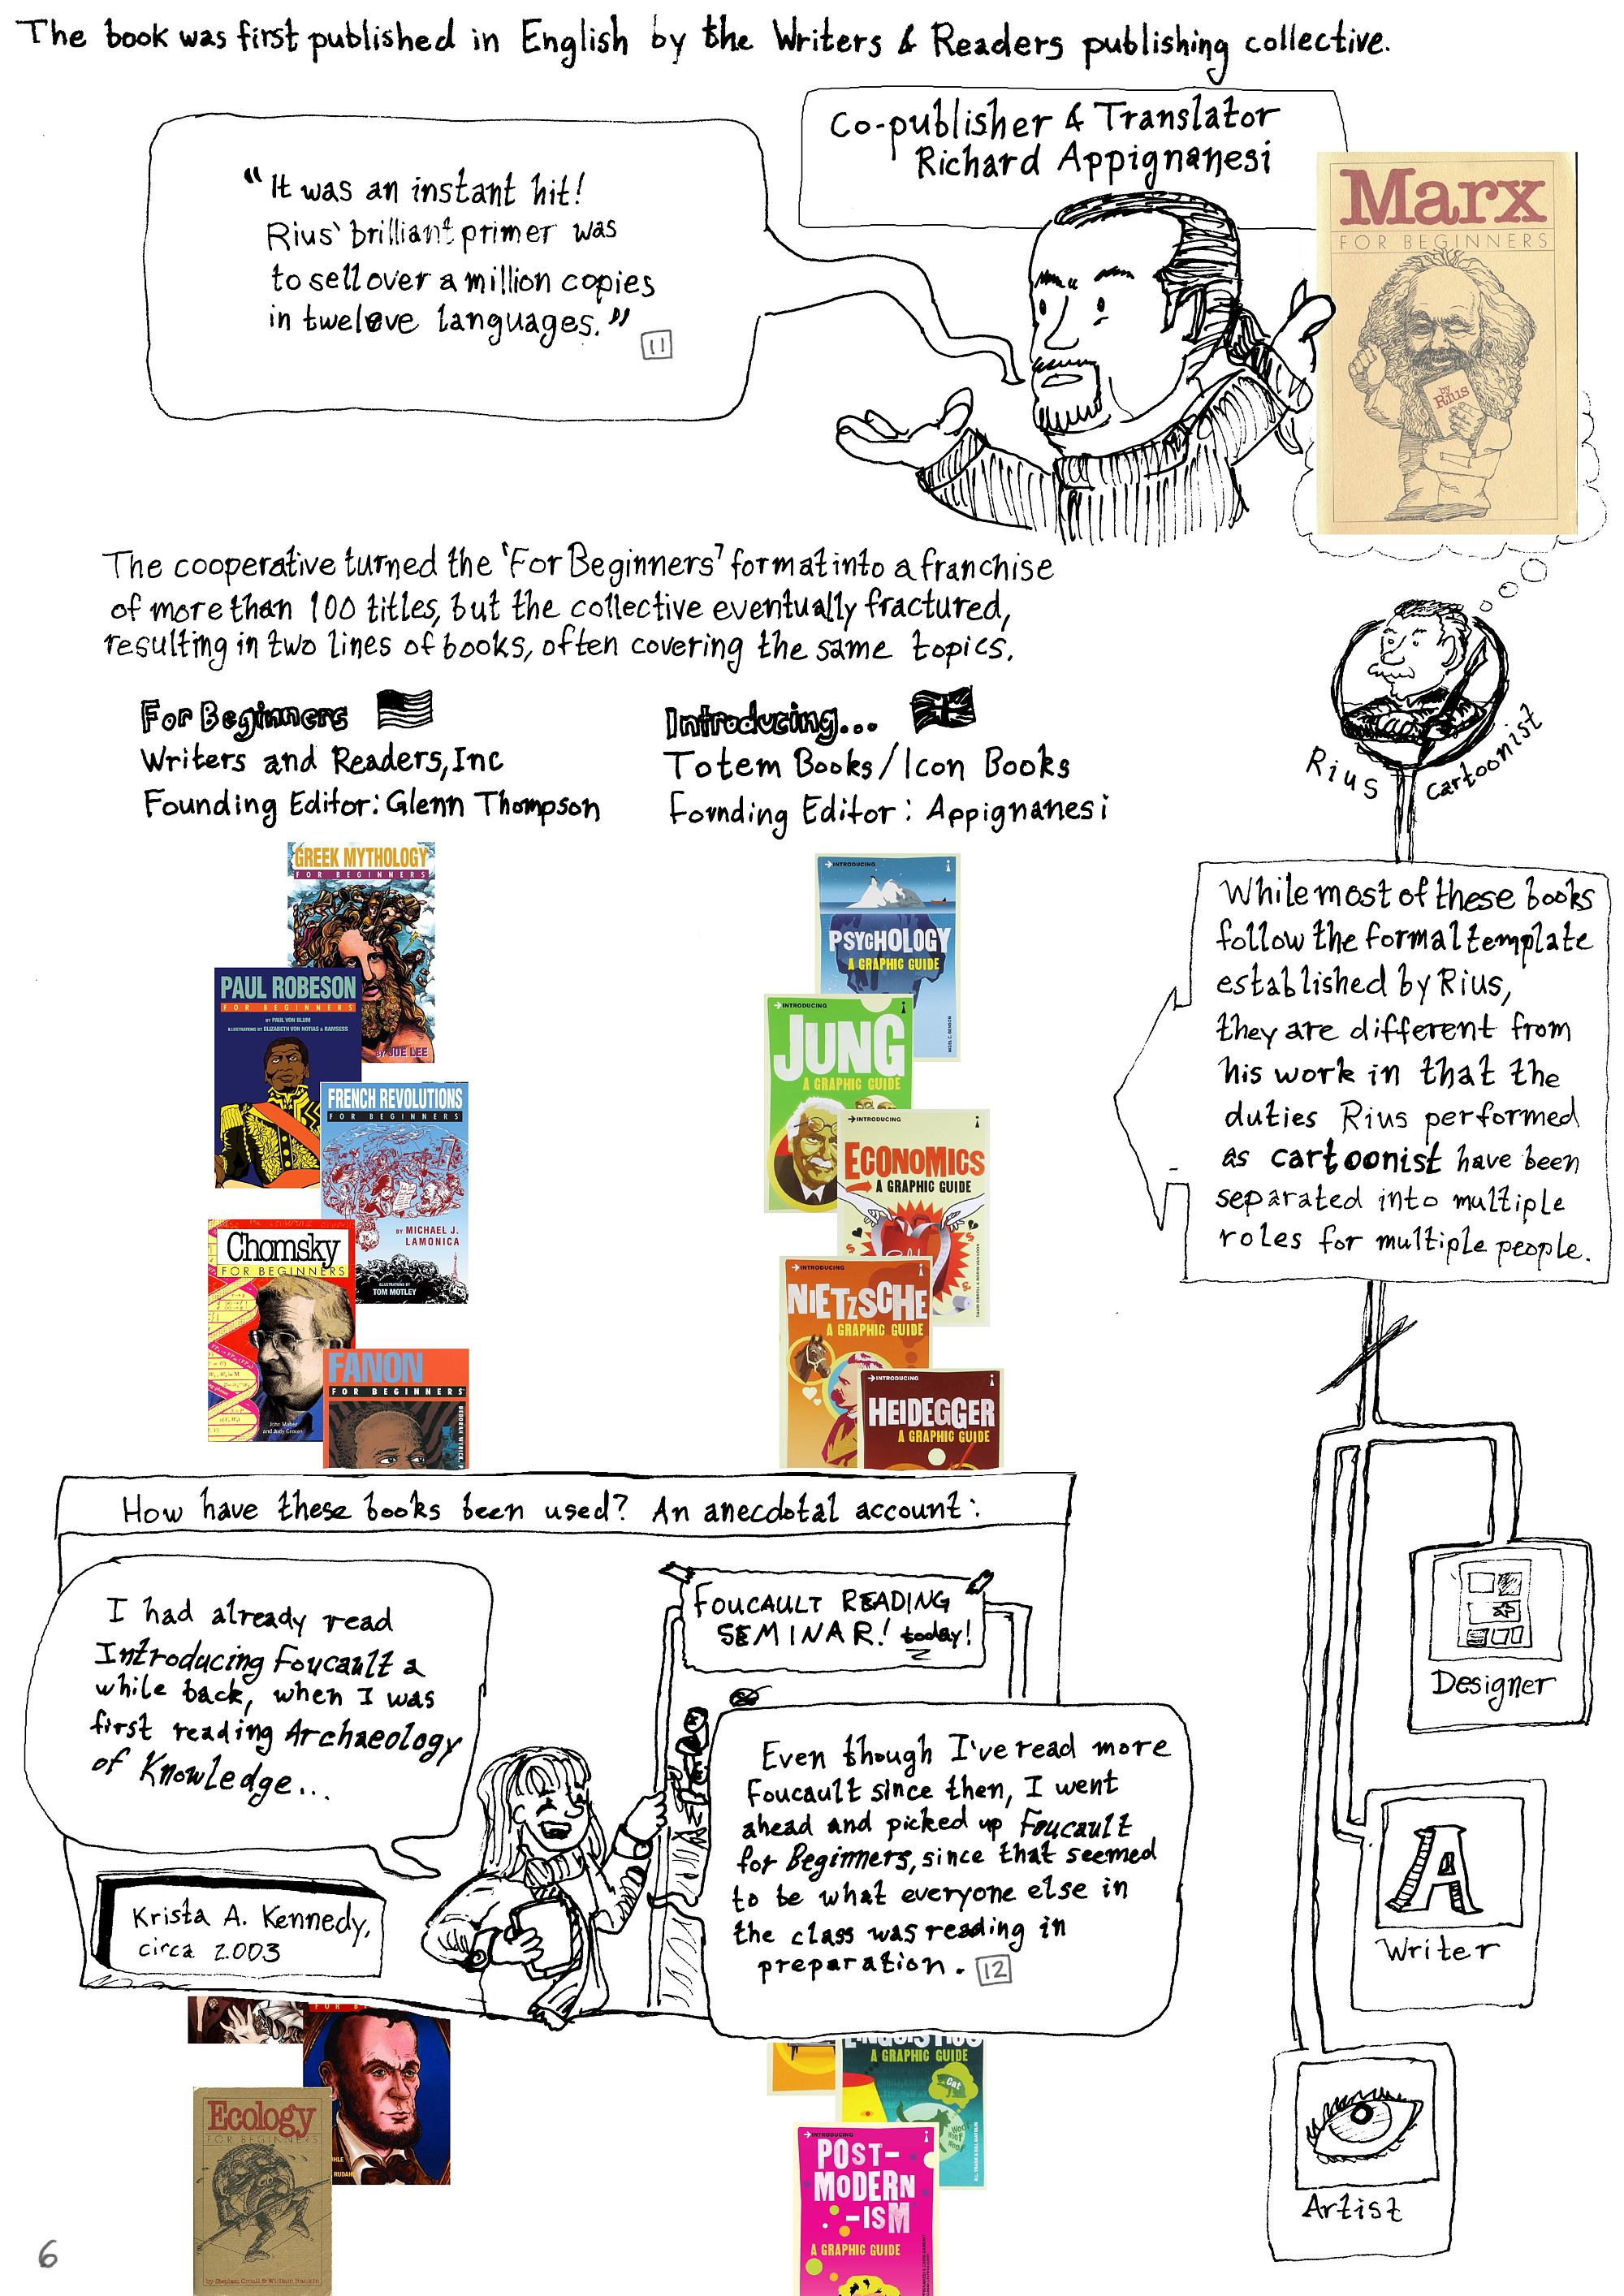 The book was first published in English by the Writers & Readers publishing collective.
Co-publisher & Translator
Richard Appignanesi
"It was an instant hit!
Rius' brilliant primer was
to sell over a million copies
in tweleve languages."
11
Marx
FOR BEGINNERS
by
Rius
The cooperative turned the 'For Beginners' format into a franchise
of more than 100 titles, but the collective eventually fractured,
resulting in two lines of books, often covering the same topics.
For Beginners
Writers and Readers, Inc
Founding Editor: Glenn Thompson
Introducing...
Totem Books/Icon Books
Founding Editor: Appignanesi
Rius cartoonist
GREEK MYTHOLOGY
FOR BEGINNERS
BY JOE LEE
PAUL ROBESON
FOR BEGINNERS
BY PAUL VON BLUM
ILLUSTRATIONS BY ELIZABETH VON NOTIAS & RAMSESS
FRENCH REVOLUTIONS
FOR BEGINNERS
BY MICHAEL J.
LAMONICA
ILLUSTRATIONS BY
TOM MOTLEY
Chomsky
FOR BEGINNERS
John Maher
and Judy Groves
FANON
FOR BEGINNERS
INTRODUCING
PSYCHOLOGY
A GRAPHIC GUIDE
NIGEL C. BENSON
INTRODUCING
JUNG
A GRAPHIC GUIDE
INTRODUCING
ECONOMICS
A GRAPHIC GUIDE
INTRODUCING
NIETZSCHE
A GRAPHIC GUIDE
INTRODUCING
HEIDEGGER
A GRAPHIC GUIDE
While most of these books
follow the formal template
established by Rius,
they are different from
his work in that the
duties Rius performed
as cartoonist have been
separated into multiple
roles for multiple people.
Designer
A
Writer
Artist
How have these books been used? An anecdotal account:
I had already read
Introducing Foucault a
while back, when I was
first reading Archaeology
of Knowledge...
FOUCAULT READING
SEMINAR! today!
Krista A. Kennedy,
circa 2003
Even though I've read more
Foucault since then, I went
ahead and picked up Foucault
for Beginners, since that seemed
to be what everyone else in
the class was reading in
preparation.
12
Ecology
FOR BEGINNERS
A GRAPHIC GUIDE
Cat
WOOF
INTRODUCING
POST-
MODERN
-ISM
A GRAPHIC GUIDE
6